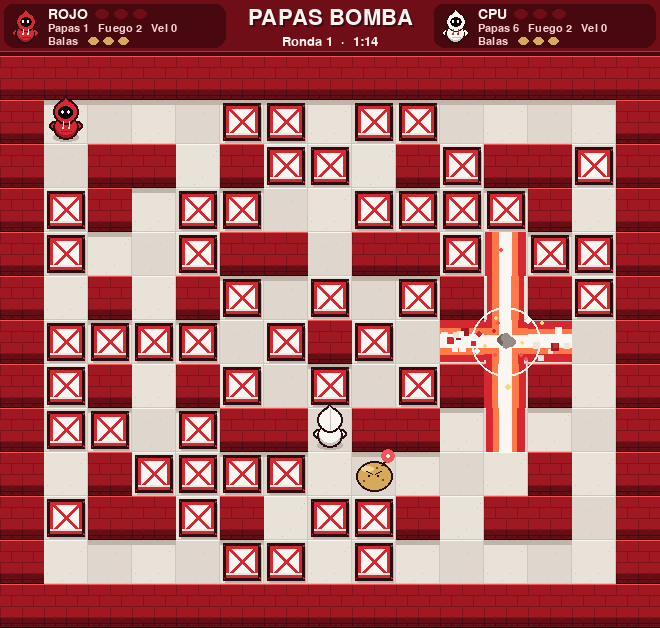 ROJO
Papas 1 Fuego 2 Vel 0
Balas
PAPAS BOMBA
Ronda 1 · 1:14
CPU
Papas 6 Fuego 2 Vel 0
Balas